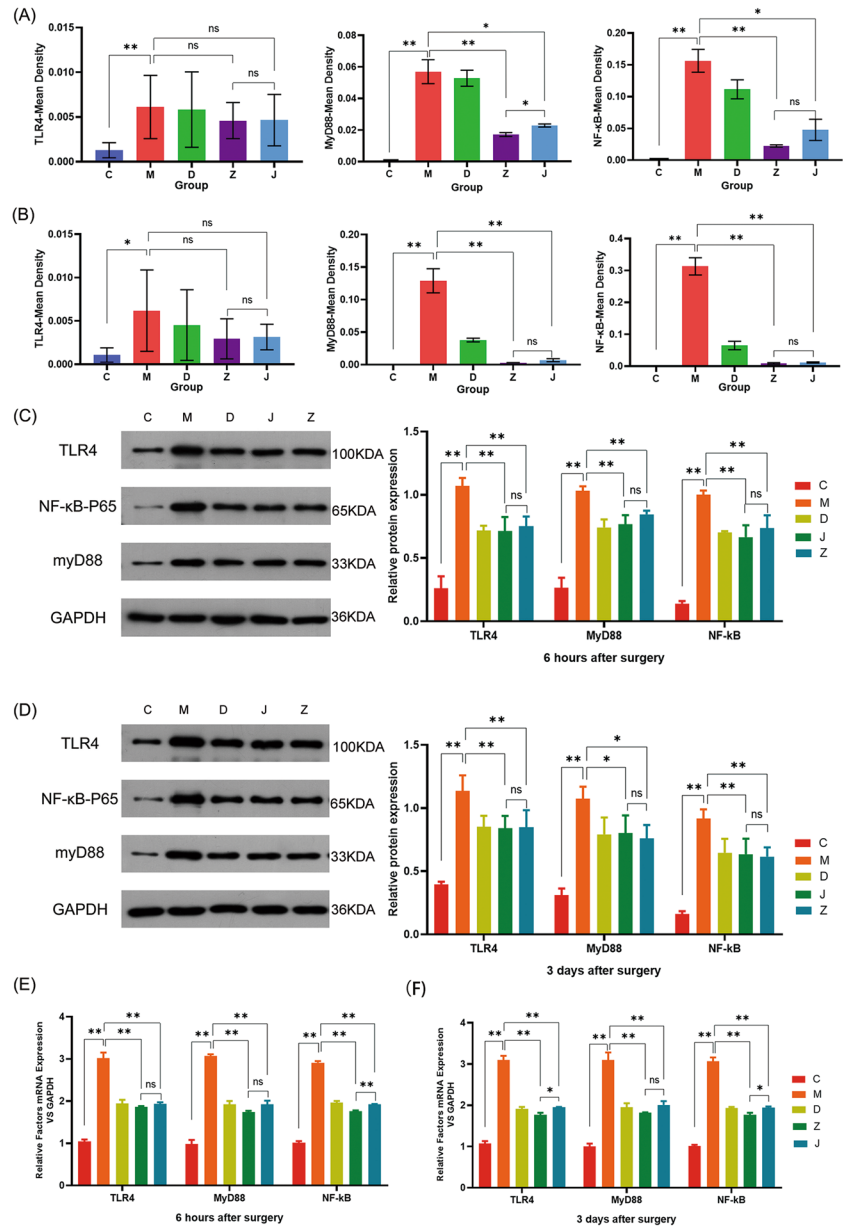 (A)
TLR4-Mean Density
0.015
0.010
0.005
0.000
**
ns
ns
ns
C M D Z J
Group
MyD88-Mean Density
0.08
0.06
0.04
0.02
0.00
**
**
*
*
C M D Z J
Group
NF-κB-Mean Density
0.20
0.15
0.10
0.05
0.00
**
**
*
ns
C M D Z J
Group
(B)
TLR4-Mean Density
0.015
0.010
0.005
0.000
*
ns
ns
ns
C M D Z J
Group
MyD88-Mean Density
0.20
0.15
0.10
0.05
0.00
**
**
**
ns
C M D Z J
Group
NF-κB-Mean Density
0.4
0.3
0.2
0.1
0.0
**
**
**
ns
C M D Z J
Group
(C)
C M D J Z
TLR4 100KDA
NF-κB-P65 65KDA
myD88 33KDA
GAPDH 36KDA
Relative protein expression
1.5
1.0
0.5
0.0
** ** ** ns
** ** ** ns
** ** ** ns
TLR4 MyD88 NF-kB
6 hours after surgery
C
M
D
J
Z
(D)
C M D J Z
TLR4 100KDA
NF-κB-P65 65KDA
myD88 33KDA
GAPDH 36KDA
Relative protein expression
1.5
1.0
0.5
0.0
** ** ** ns
** * * ns
** ** ** ns
TLR4 MyD88 NF-kB
3 days after surgery
C
M
D
J
Z
(E)
Relative Factors mRNA Expression
VS GAPDH
4
3
2
1
0
** ** ** ns
** ** ** ns
** ** ** **
TLR4 MyD88 NF-kB
6 hours after surgery
(F)
Relative Factors mRNA Expression
VS GAPDH
4
3
2
1
0
** ** ** *
** ** ** ns
** ** ** *
TLR4 MyD88 NF-kB
3 days after surgery
C
M
D
Z
J